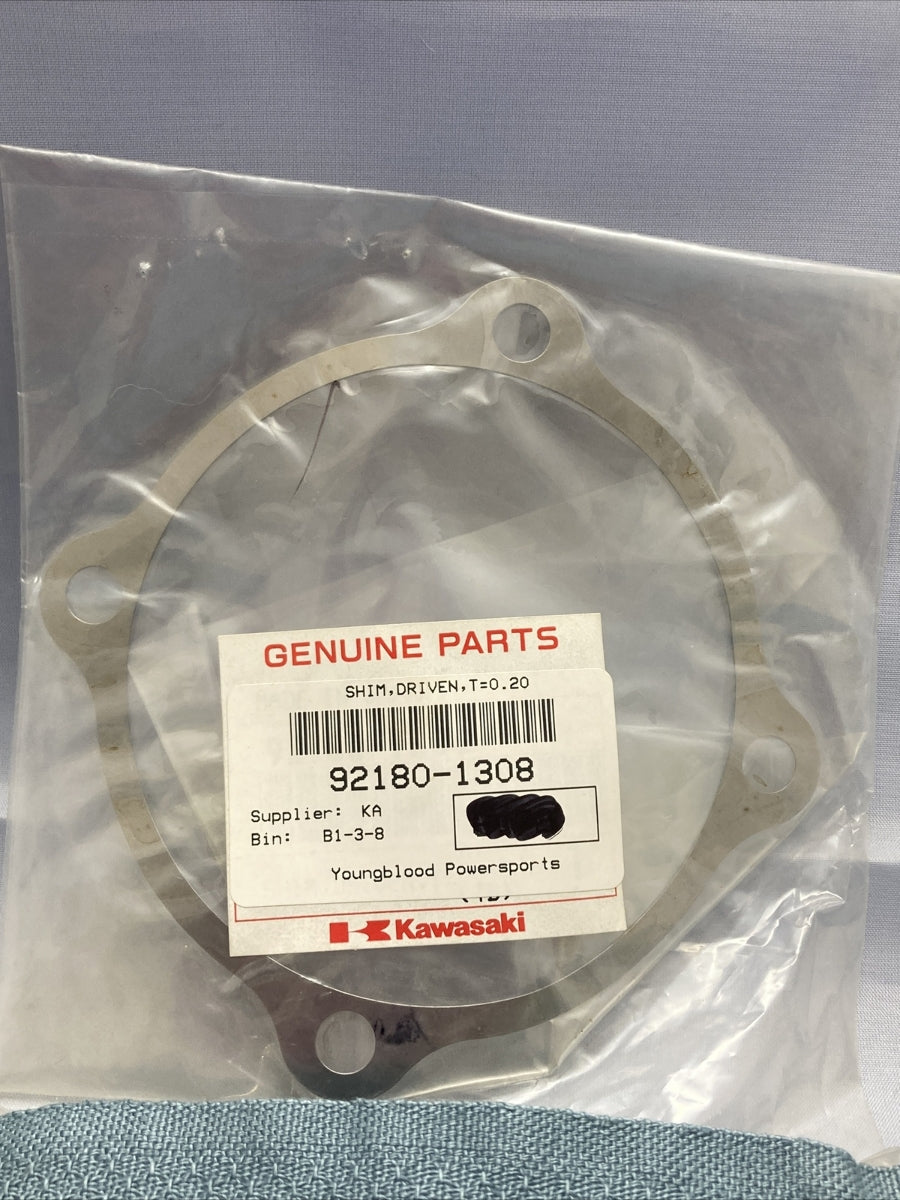 GENUINE PARTS
SHIM,DRIVEN,T=0.20
92180-1308
Supplier: KA
Bin: B1-3-8
Youngblood Powersports
Kawasaki